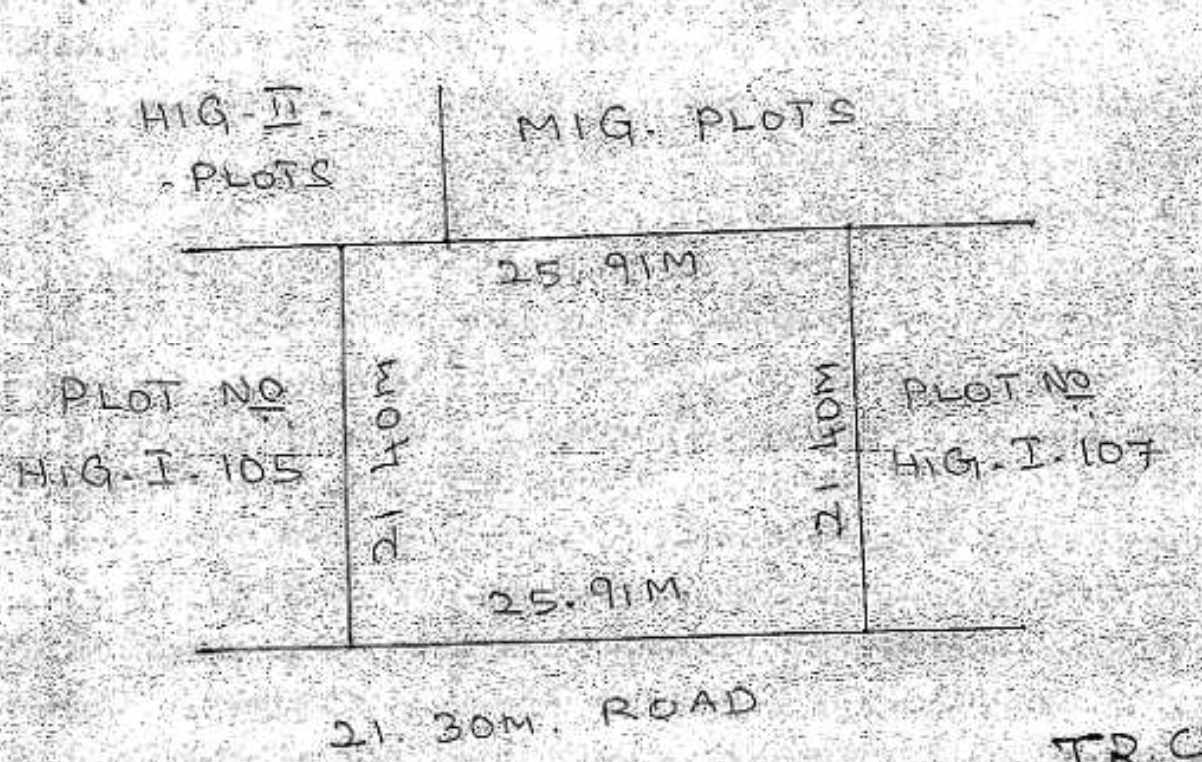 HIG-II-
PLOTS
MIG. PLOTS
25.91M
PLOT No
HIG-I-105
21.40M
21.40M
PLOT No
HIG-I-107
25.91M
21.30M. ROAD
TR.C